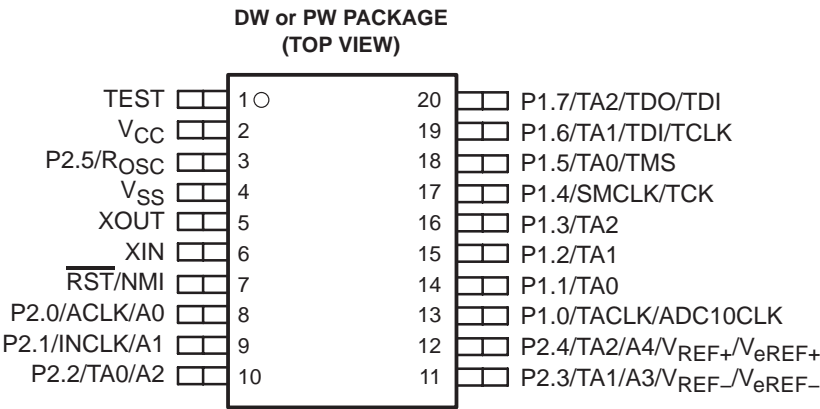 DW or PW PACKAGE
(TOP VIEW)
TEST 1 20 P1.7/TA2/TDO/TDI
VCC 2 19 P1.6/TA1/TDI/TCLK
P2.5/ROSC 3 18 P1.5/TA0/TMS
VSS 4 17 P1.4/SMCLK/TCK
XOUT 5 16 P1.3/TA2
XIN 6 15 P1.2/TA1
RST/NMI 7 14 P1.1/TA0
P2.0/ACLK/A0 8 13 P1.0/TACLK/ADC10CLK
P2.1/INCLK/A1 9 12 P2.4/TA2/A4/VREF+/VeREF+
P2.2/TA0/A2 10 11 P2.3/TA1/A3/VREF−/VeREF−